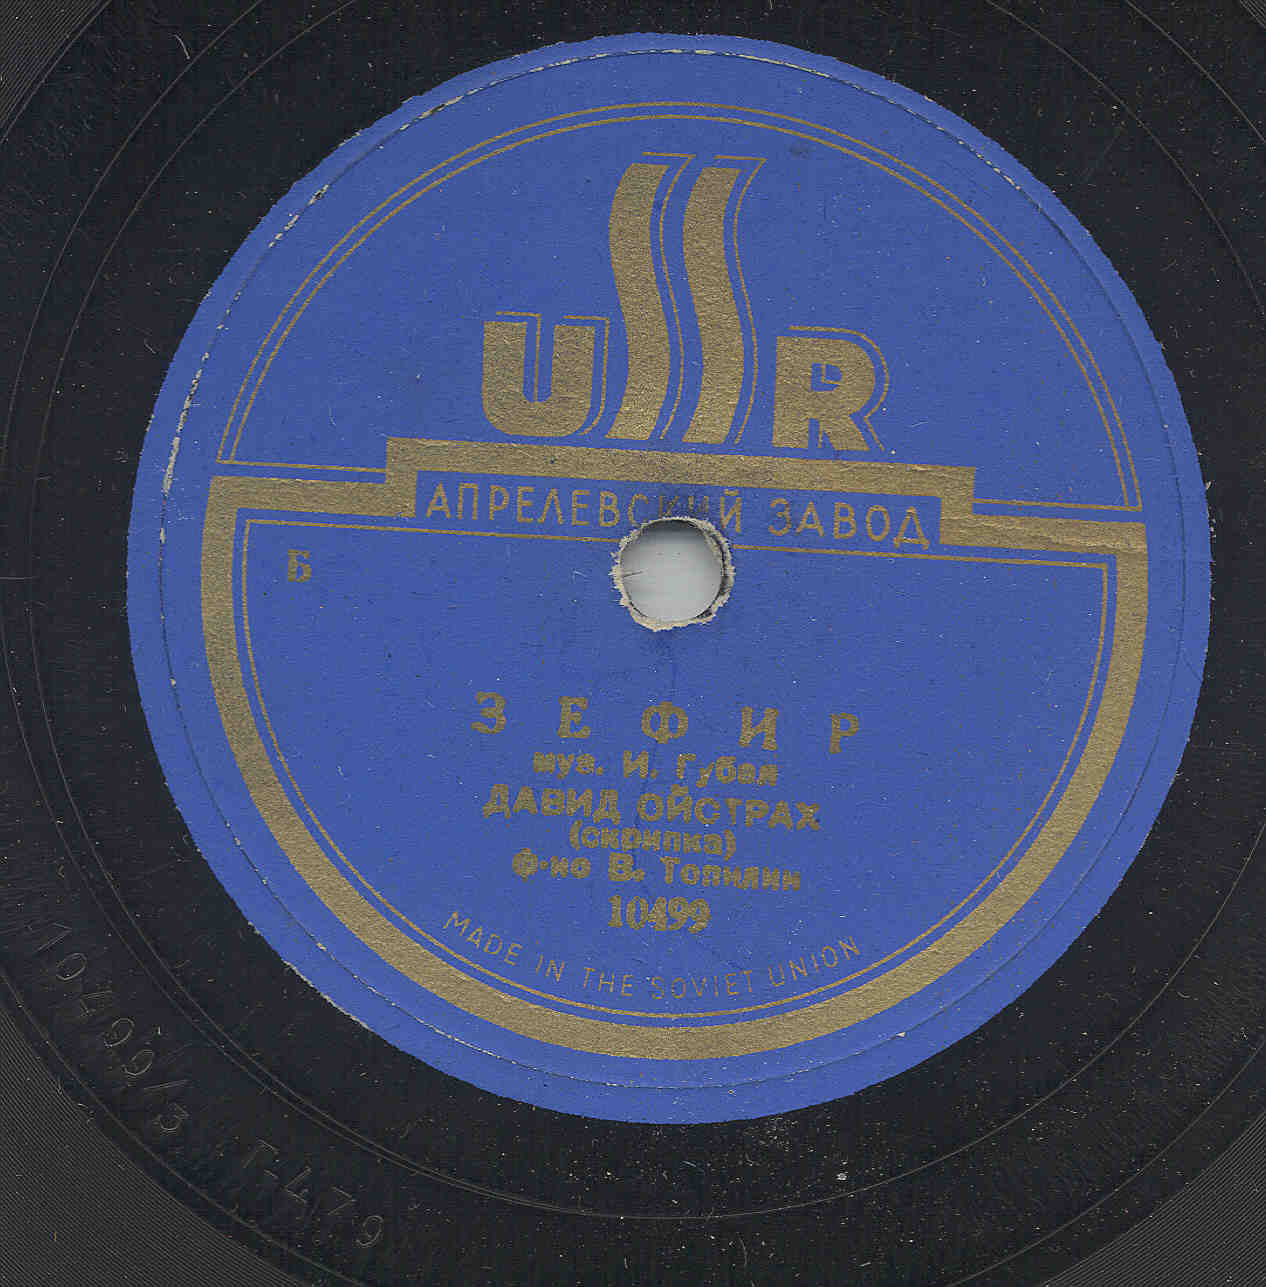 USSR
АПРЕЛЕВСКИЙ ЗАВОД
Б
ЗЕФИР
муз. И. Губая
ДАВИД ОЙСТРАХ
(скрипка)
ф-но В. Топилин
10499
MADE IN THE SOVIET UNION
10499/3 Т-479